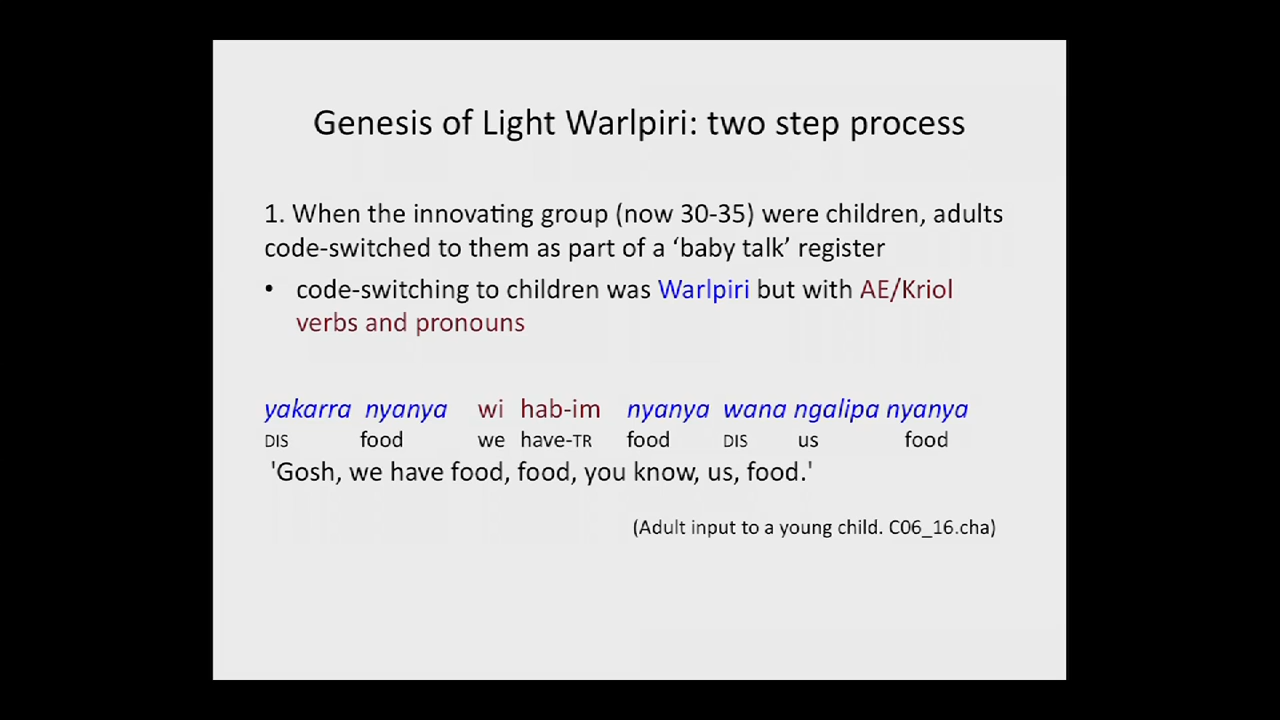 Genesis of Light Warlpiri: two step process
1. When the innovating group (now 30-35) were children, adults
code-switched to them as part of a ‘baby talk’ register
• code-switching to children was Warlpiri but with AE/Kriol
verbs and pronouns
yakarra nyanya wi hab-im nyanya wana ngalipa nyanya
DIS food we have-TR food DIS us food
'Gosh, we have food, food, you know, us, food.'
(Adult input to a young child. C06_16.cha)